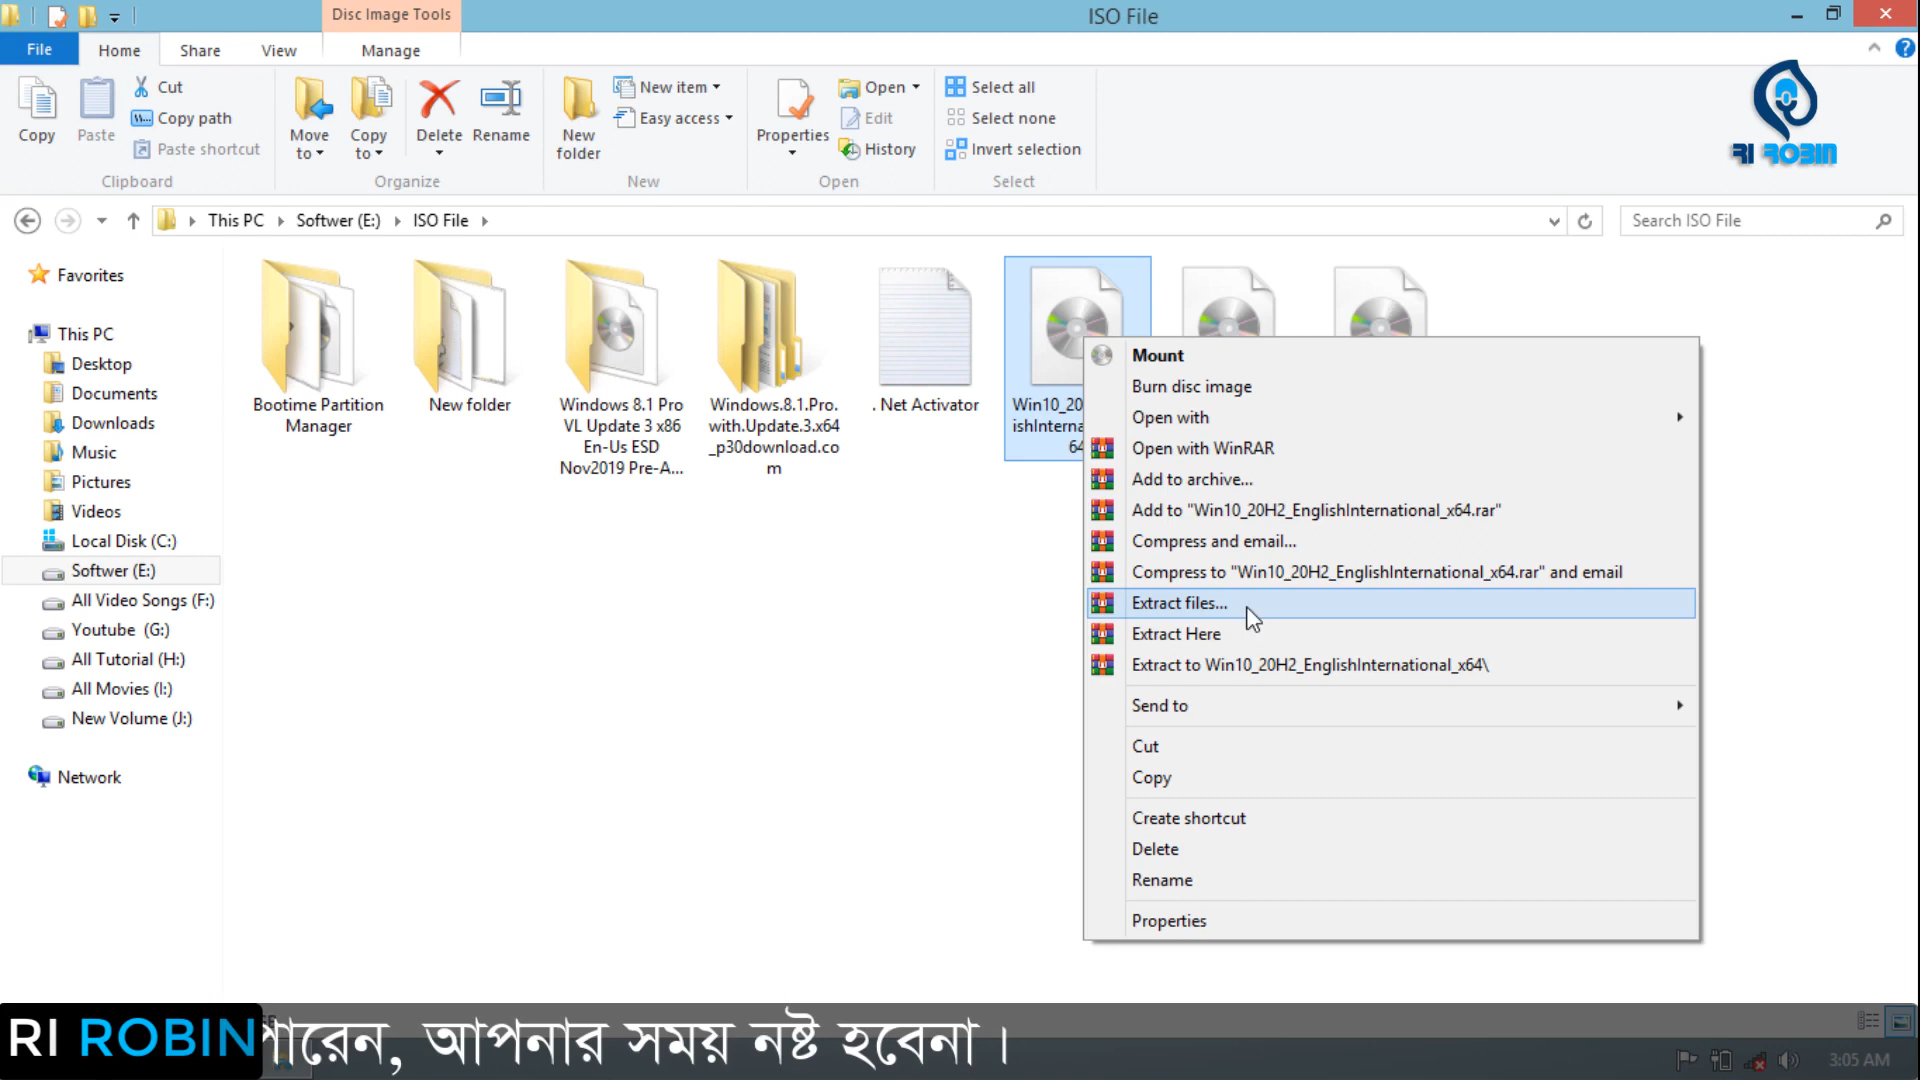 Disc Image Tools
ISO File
File
Home
Share
View
Manage
Copy
Paste
Cut
Copy path
Paste shortcut
Clipboard
Move to
Copy to
Delete
Rename
Organize
New folder
New item
Easy access
New
Properties
Open
Edit
History
Open
Select all
Select none
Invert selection
Select
RI ROBIN
This PC
Softwer (E:)
ISO File
Search ISO File
Favorites
This PC
Desktop
Documents
Downloads
Music
Pictures
Videos
Local Disk (C:)
Softwer (E:)
All Video Songs (F:)
Youtube (G:)
All Tutorial (H:)
All Movies (I:)
New Volume (J:)
Network
Bootime Partition
Manager
New folder
Windows 8.1 Pro
VL Update 3 x86
En-Us ESD
Nov2019 Pre-A...
Windows.8.1.Pro.
with.Update.3.x64
_p30download.co
m
. Net Activator
Win10_20
ishInterna
64
Mount
Burn disc image
Open with
Open with WinRAR
Add to archive...
Add to "Win10_20H2_EnglishInternational_x64.rar"
Compress and email...
Compress to "Win10_20H2_EnglishInternational_x64.rar" and email
Extract files...
Extract Here
Extract to Win10_20H2_EnglishInternational_x64\
Send to
Cut
Copy
Create shortcut
Delete
Rename
Properties
RI ROBIN
পারেন, আপনার সময় নষ্ট হবেনা।
3:05 AM